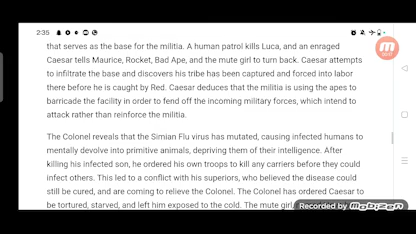 2:35
that serves as the base for the militia. A human patrol kills Luca, and an enraged
Caesar tells Maurice, Rocket, Bad Ape, and the mute girl to turn back. Caesar attempts
to infiltrate the base and discovers his tribe has been captured and forced into labor
there before he is caught by Red. Caesar deduces that the militia is using the apes to
barricade the facility in order to fend off the incoming military forces, which intend to
attack rather than reinforce the militia.
The Colonel reveals that the Simian Flu virus has mutated, causing infected humans to
mentally devolve into primitive animals, depriving them of their intelligence. After
killing his infected son, he ordered his own troops to kill any carriers before they could
infect others. This led to a conflict with his superiors, who believed the disease could
still be cured, and are coming to relieve the Colonel. The Colonel has ordered Caesar to
be tortured, starved, and left him exposed to the cold. The mute girl,
Recorded by Mobizen